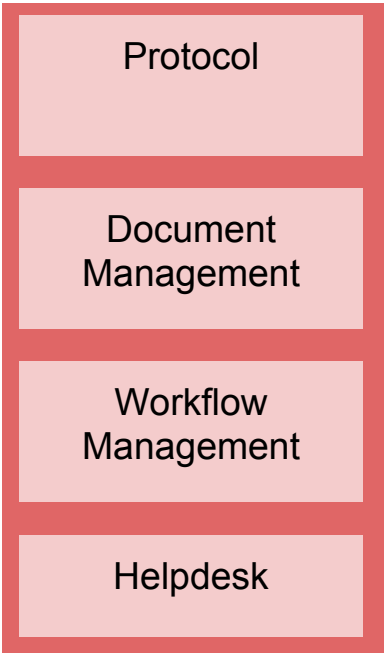 Protocol
Document
Management
Workflow
Management
Helpdesk